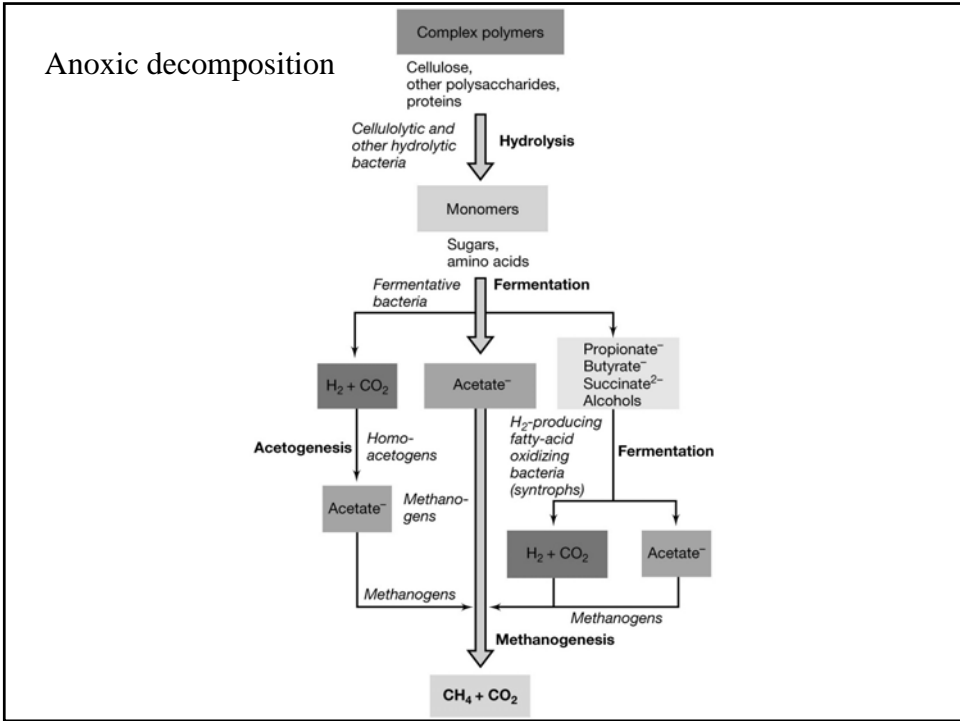 Anoxic decomposition
Complex polymers
Cellulose,
other polysaccharides,
proteins
Cellulolytic and
other hydrolytic
bacteria
Hydrolysis
Monomers
Sugars,
amino acids
Fermentative
bacteria
Fermentation
H₂ + CO₂
Acetate⁻
Propionate⁻
Butyrate⁻
Succinate²⁻
Alcohols
Acetogenesis
Homo-
acetogens
H₂-producing
fatty-acid
oxidizing
bacteria
(syntrophs)
Fermentation
Acetate⁻
Methano-
gens
H₂ + CO₂
Acetate⁻
Methanogens
Methanogens
Methanogenesis
CH₄ + CO₂